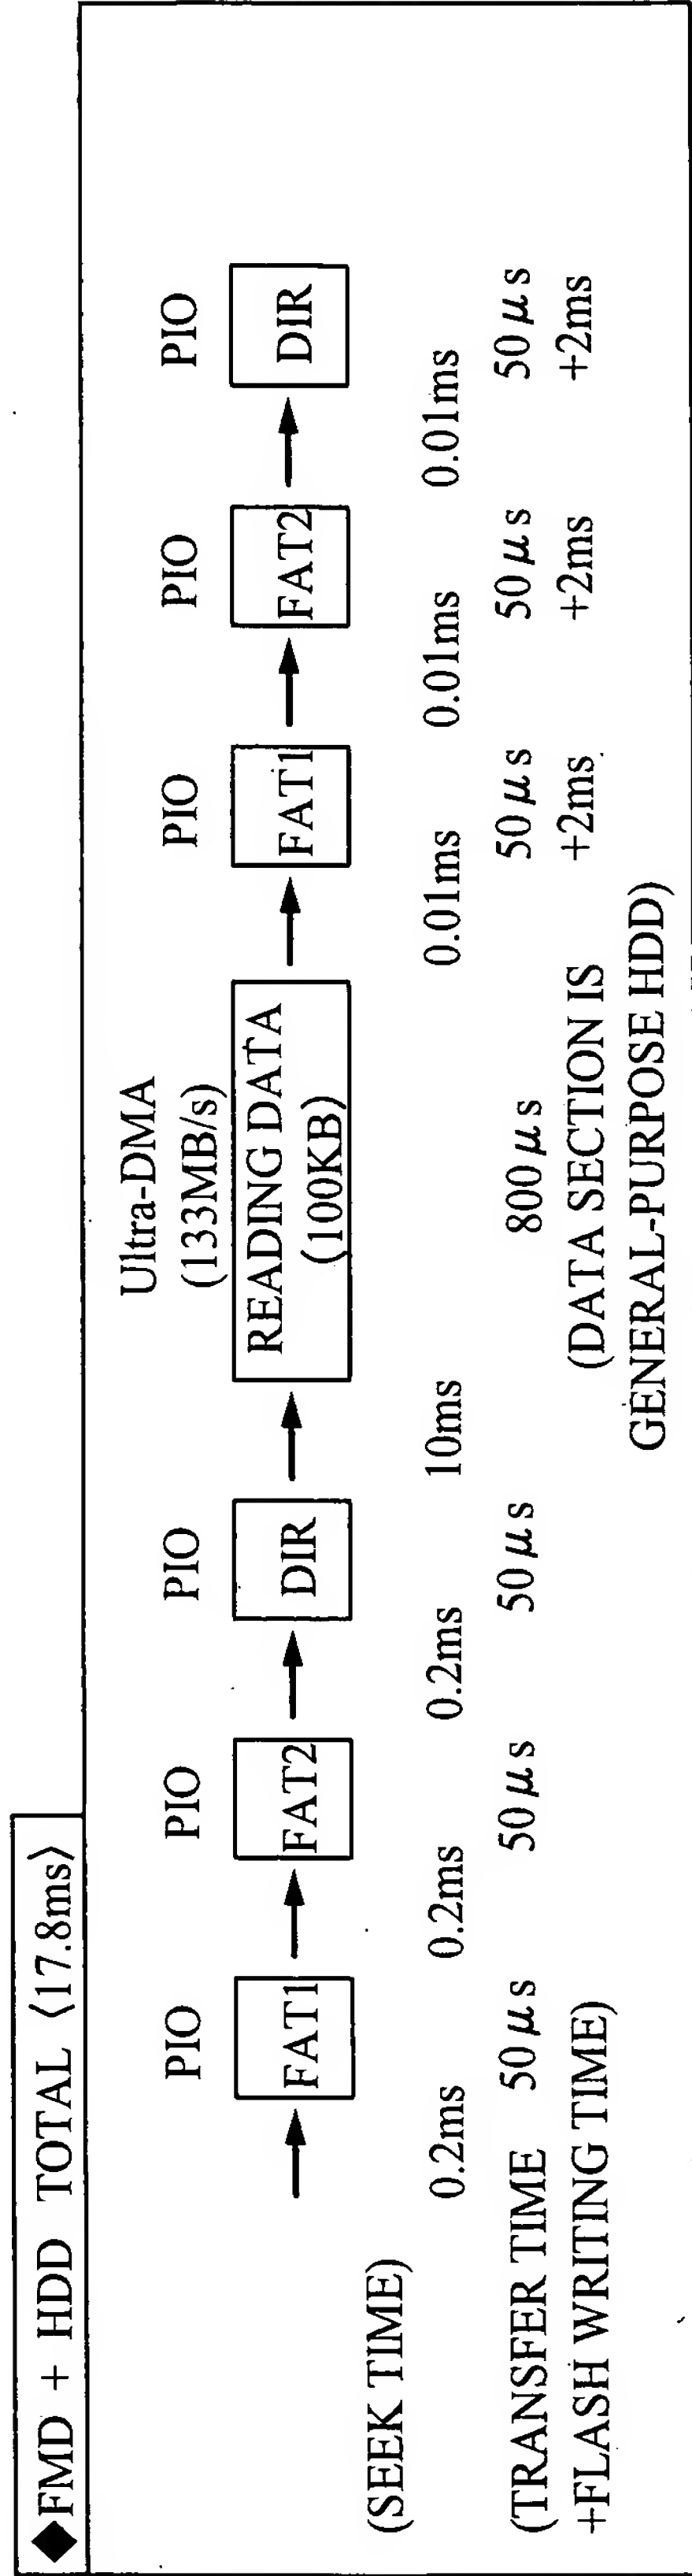 ◆FMD + HDD TOTAL 〈17.8ms〉
PIO PIO PIO Ultra-DMA PIO PIO PIO
(133MB/s)
FAT1 FAT2 DIR READING DATA FAT1 FAT2 DIR
(100KB)
(SEEK TIME)
0.2ms 0.2ms 0.2ms 10ms 0.01ms 0.01ms 0.01ms
(TRANSFER TIME 50μs 50μs 50μs 800μs 50μs 50μs 50μs
+FLASH WRITING TIME) (DATA SECTION IS +2ms +2ms +2ms
GENERAL-PURPOSE HDD)